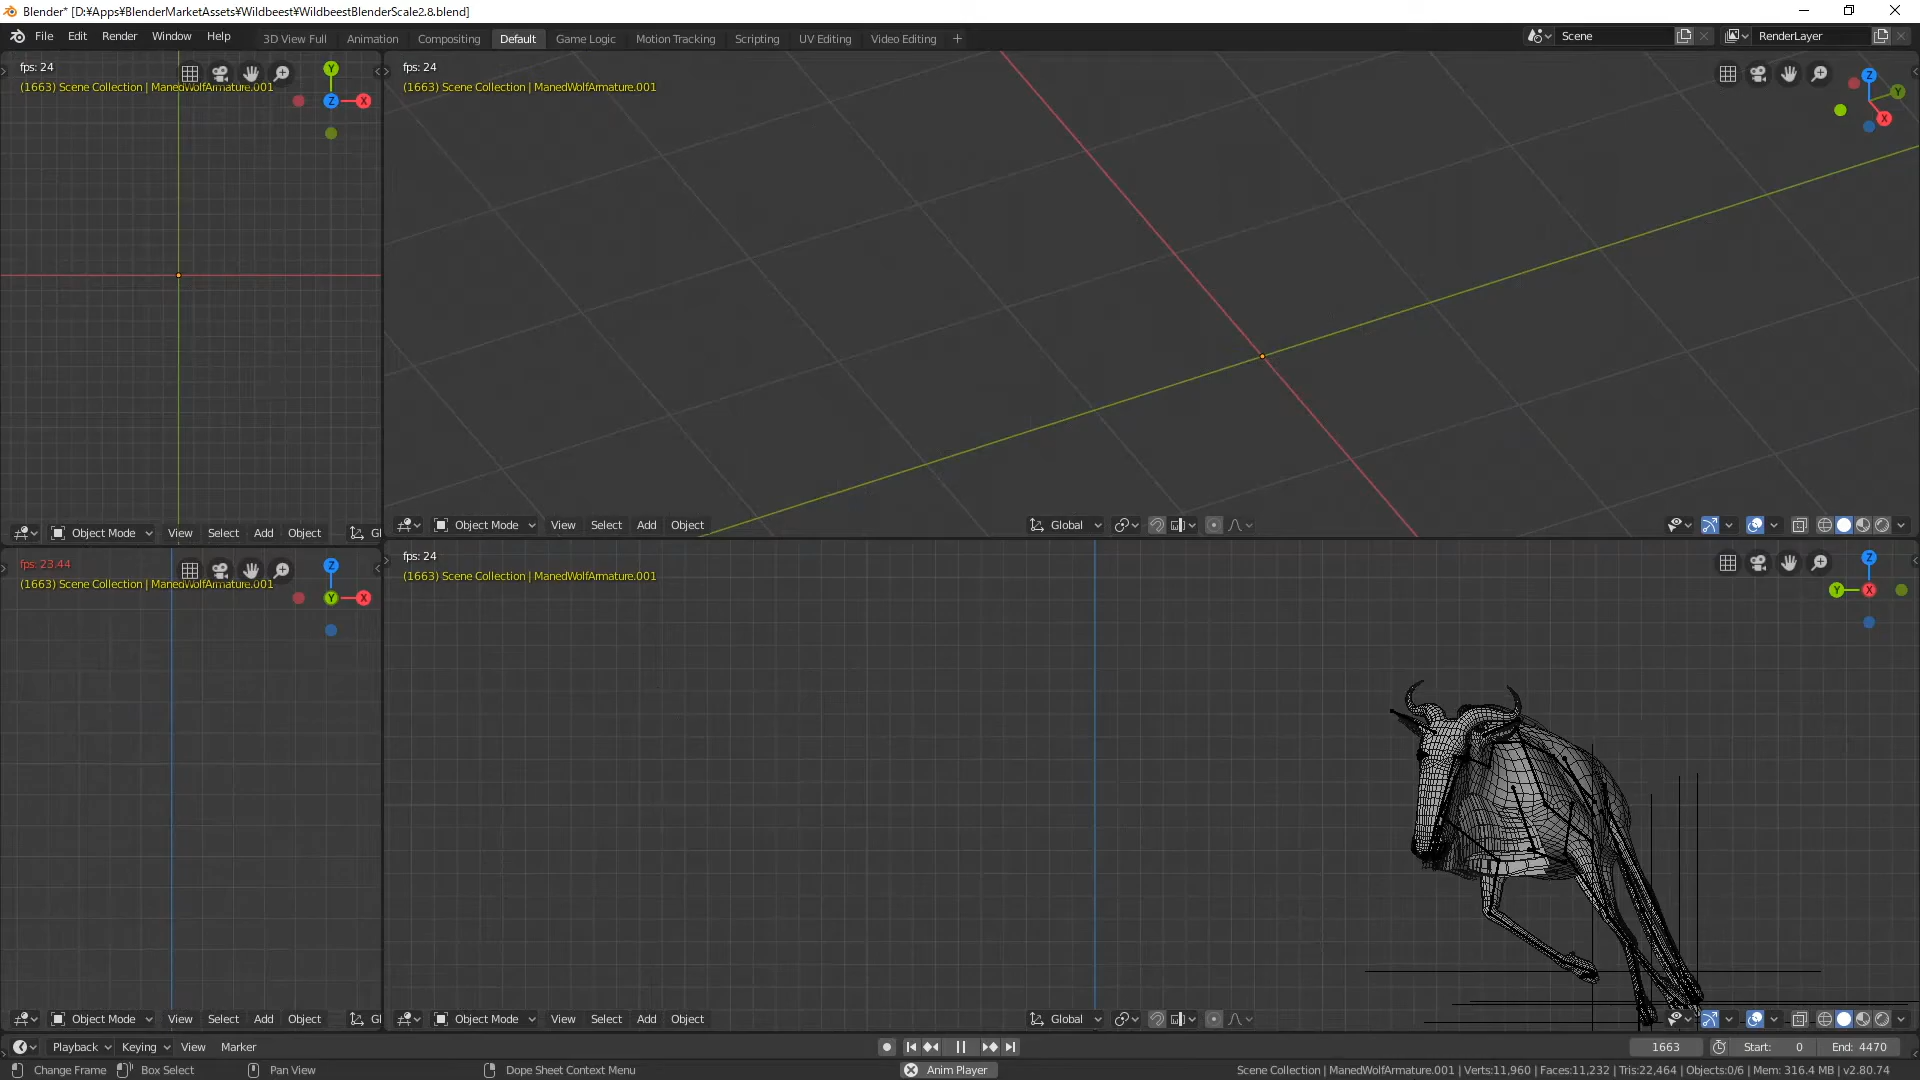 Blender* [D:¥Apps¥BlenderMarketAssets¥Wildbeest¥WildbeestBlenderScale2.8.blend]
File Edit Render Window Help 3D View Full Animation Compositing Default Game Logic Motion Tracking Scripting UV Editing Video Editing + Scene RenderLayer
fps: 24
(1663) Scene Collection | ManedWolfArmature.001
Y
Z
X
fps: 24
(1663) Scene Collection | ManedWolfArmature.001
Z
Y
X
Object Mode View Select Add Object Gl
Object Mode View Select Add Object Global
fps: 23.44
(1663) Scene Collection | ManedWolfArmature.001
Z
Y
X
fps: 24
(1663) Scene Collection | ManedWolfArmature.001
Z
Y
X
Object Mode View Select Add Object Gl
Object Mode View Select Add Object Global
Playback Keying View Marker 1663 Start: 0 End: 4470
Change Frame Box Select Pan View Dope Sheet Context Menu Anim Player Scene Collection | ManedWolfArmature.001 | Verts:11,960 | Faces:11,232 | Tris:22,464 | Objects:0/6 | Mem: 316.4 MB | v2.80.74